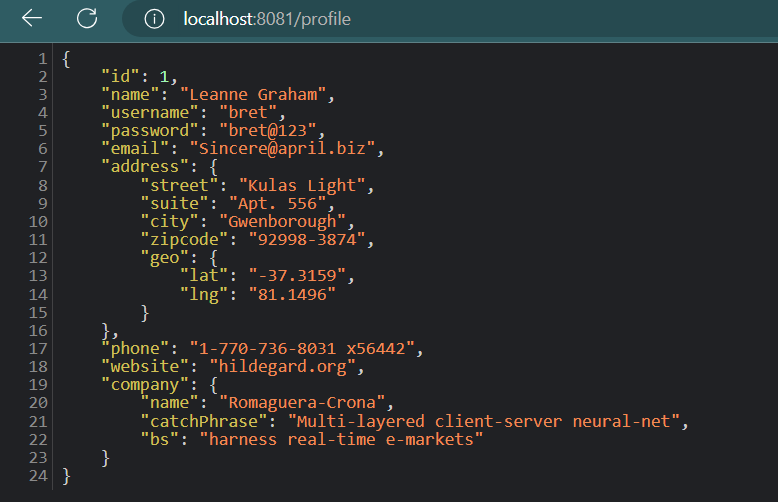 localhost:8081/profile
1 {
2     "id": 1,
3     "name": "Leanne Graham",
4     "username": "bret",
5     "password": "bret@123",
6     "email": "Sincere@april.biz",
7     "address": {
8         "street": "Kulas Light",
9         "suite": "Apt. 556",
10         "city": "Gwenborough",
11         "zipcode": "92998-3874",
12         "geo": {
13             "lat": "-37.3159",
14             "lng": "81.1496"
15         }
16     },
17     "phone": "1-770-736-8031 x56442",
18     "website": "hildegard.org",
19     "company": {
20         "name": "Romaguera-Crona",
21         "catchPhrase": "Multi-layered client-server neural-net",
22         "bs": "harness real-time e-markets"
23     }
24 }